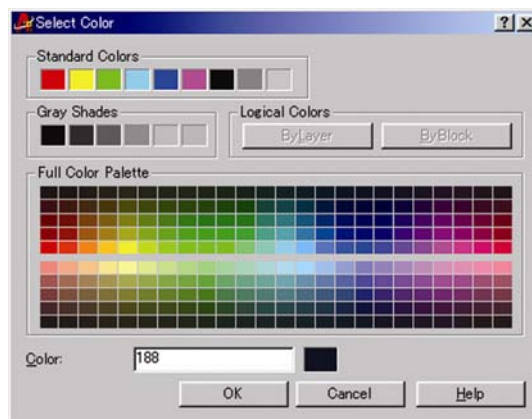 Select Color
Standard Colors
Gray Shades
Logical Colors
ByLayer
ByBlock
Full Color Palette
Color:
188
OK
Cancel
Help